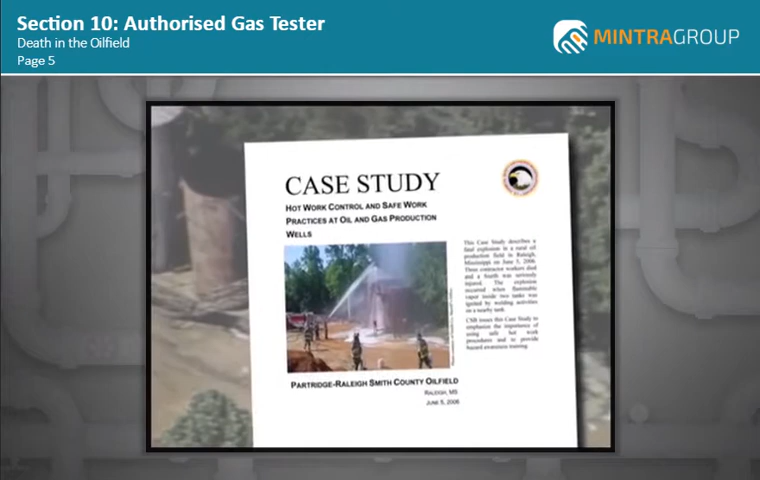 Section 10: Authorised Gas Tester
Death in the Oilfield
Page 5
MINTRAGROUP
CASE STUDY
HOT WORK CONTROL AND SAFE WORK
PRACTICES AT OIL AND GAS PRODUCTION
WELLS
This Case Study describes a
fatal explosion in a rural oil
production field in Raleigh,
Mississippi on June 5, 2006.
Three contractor workers died
and a fourth was seriously
injured. The explosion
occurred when flammable
vapor inside two tanks was
ignited by welding activities
on a nearby tank.
CSB issues this Case Study to
emphasize the importance of
using safe hot work
procedures and to provide
hazard awareness training.
PARTRIDGE-RALEIGH SMITH COUNTY OILFIELD
RALEIGH, MS
JUNE 5, 2006